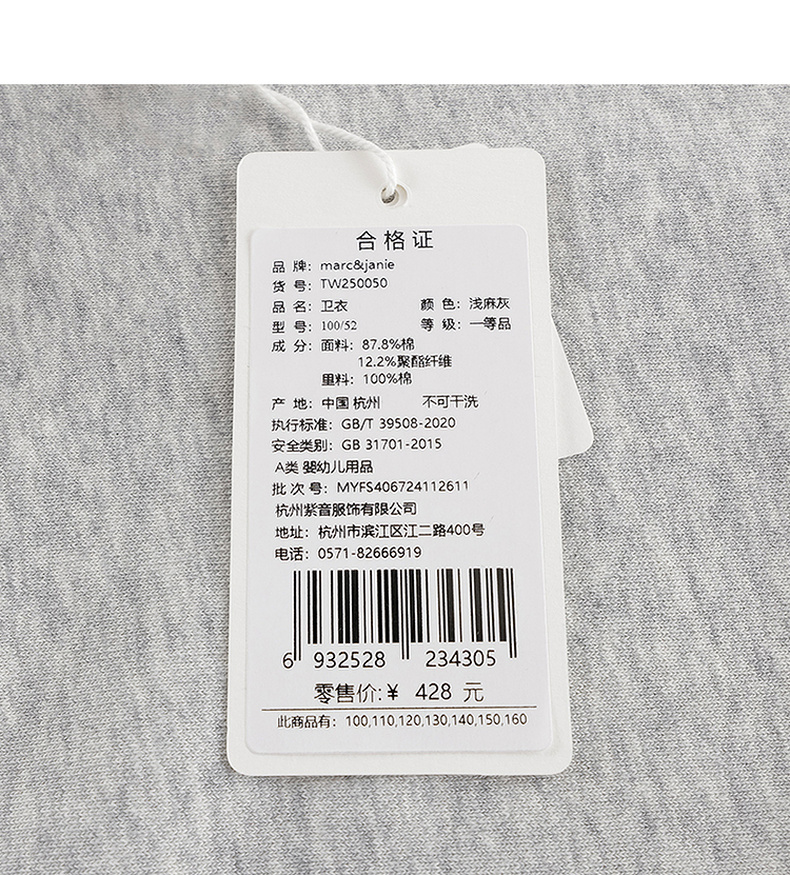 合格证
品 牌：marc&janie
货 号：TW250050
品 名：卫衣 颜 色：浅麻灰
型 号：100/52 等 级：一等品
成 分：面料：87.8%棉
12.2%聚酯纤维
里料：100%棉
产 地：中国 杭州 不可干洗
执行标准：GB/T 39508-2020
安全类别：GB 31701-2015
A类 婴幼儿用品
批 次 号：MYFS406724112611
杭州紫音服饰有限公司
地址：杭州市滨江区江二路400号
电话：0571-82666919
6 932528 234305
零售价:¥ 428 元
此商品有：100,110,120,130,140,150,160